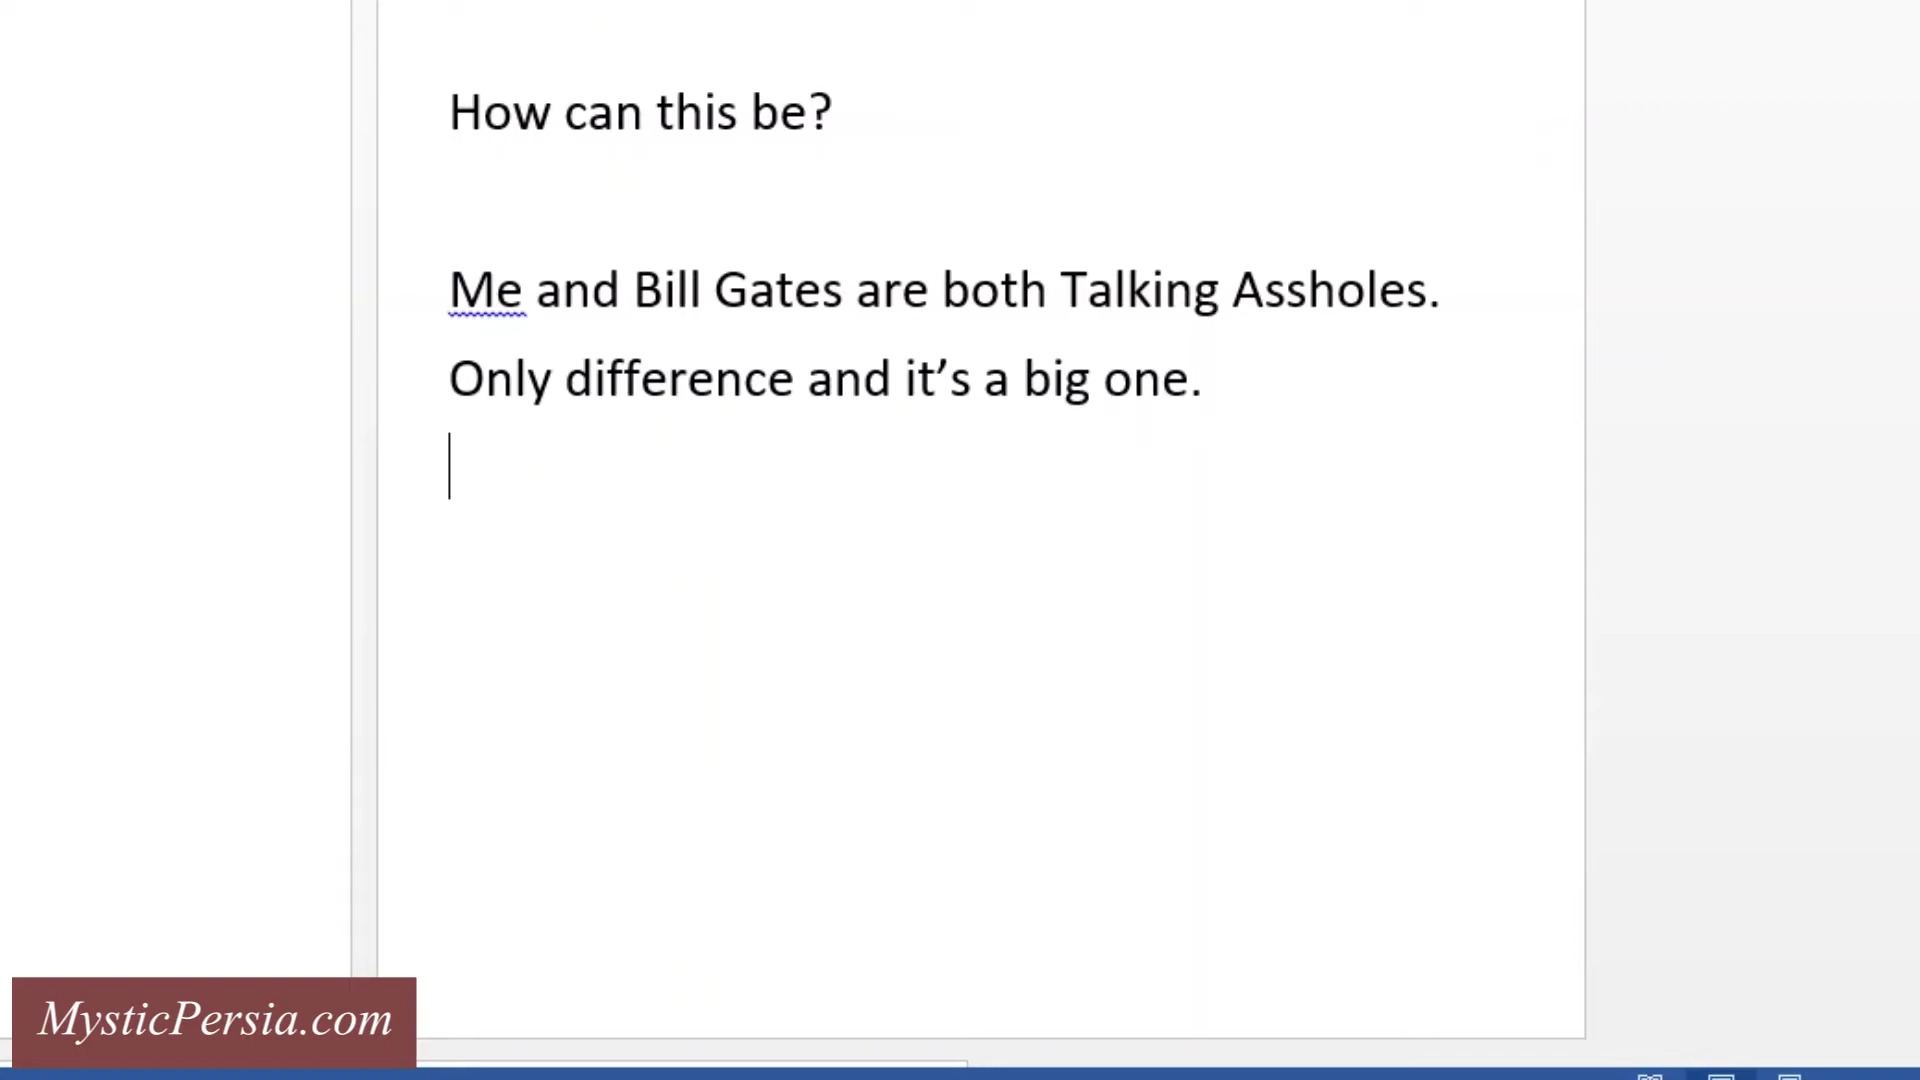 How can this be?
Me and Bill Gates are both Talking Assholes.
Only difference and it’s a big one.
MysticPersia.com